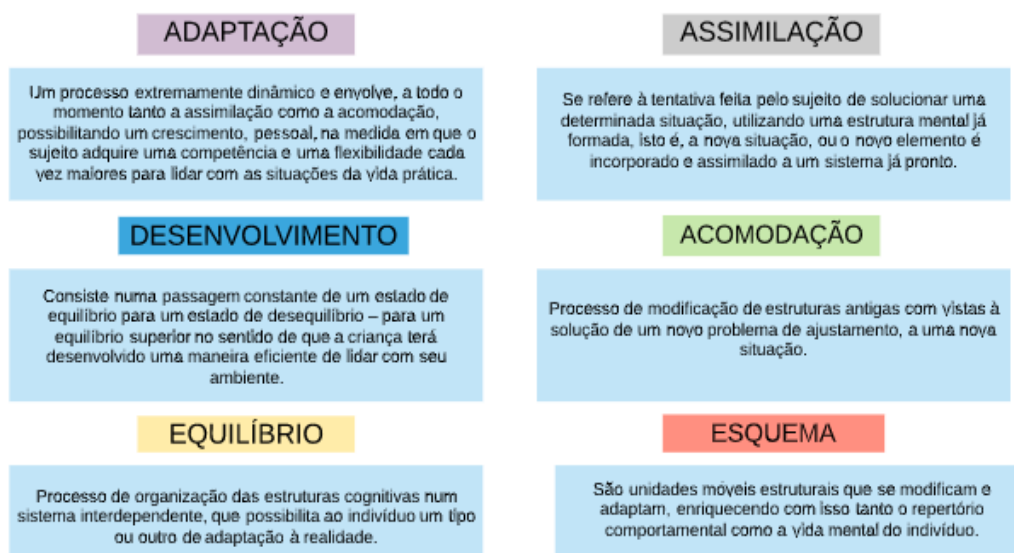 ADAPTAÇÃO
Um processo extremamente dinâmico e envolve, a todo o
momento tanto a assimilação como a acomodação,
possibilitando um crescimento, pessoal, na medida em que o
sujeito adquire uma competência e uma flexibilidade cada
vez maiores para lidar com as situações da vida prática.
ASSIMILAÇÃO
Se refere à tentativa feita pelo sujeito de solucionar uma
determinada situação, utilizando uma estrutura mental já
formada, isto é, a nova situação, ou o novo elemento é
incorporado e assimilado a um sistema já pronto.
DESENVOLVIMENTO
Consiste numa passagem constante de um estado de
equilíbrio para um estado de desequilíbrio – para um
equilíbrio superior no sentido de que a criança terá
desenvolvido uma maneira eficiente de lidar com seu
ambiente.
ACOMODAÇÃO
Processo de modificação de estruturas antigas com vistas à
solução de um novo problema de ajustamento, a uma nova
situação.
EQUILÍBRIO
Processo de organização das estruturas cognitivas num
sistema interdependente, que possibilita ao indivíduo um tipo
ou outro de adaptação à realidade.
ESQUEMA
São unidades móveis estruturais que se modificam e
adaptam, enriquecendo com isso tanto o repertório
comportamental como a vida mental do indivíduo.